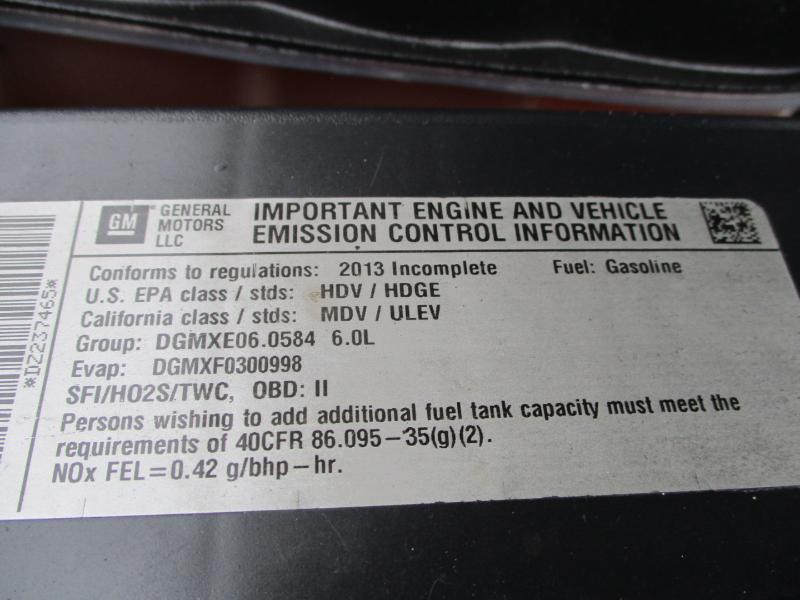 GM GENERAL MOTORS LLC
IMPORTANT ENGINE AND VEHICLE
EMISSION CONTROL INFORMATION
Conforms to regulations: 2013 Incomplete Fuel: Gasoline
U.S. EPA class / stds: HDV / HDGE
California class / stds: MDV / ULEV
Group: DGMXE06.0584 6.0L
Evap: DGMXF0300998
SFI/HO2S/TWC, OBD: II
Persons wishing to add additional fuel tank capacity must meet the
requirements of 40CFR 86.095-35(g)(2).
NOx FEL=0.42 g/bhp-hr.
*DZ237465*